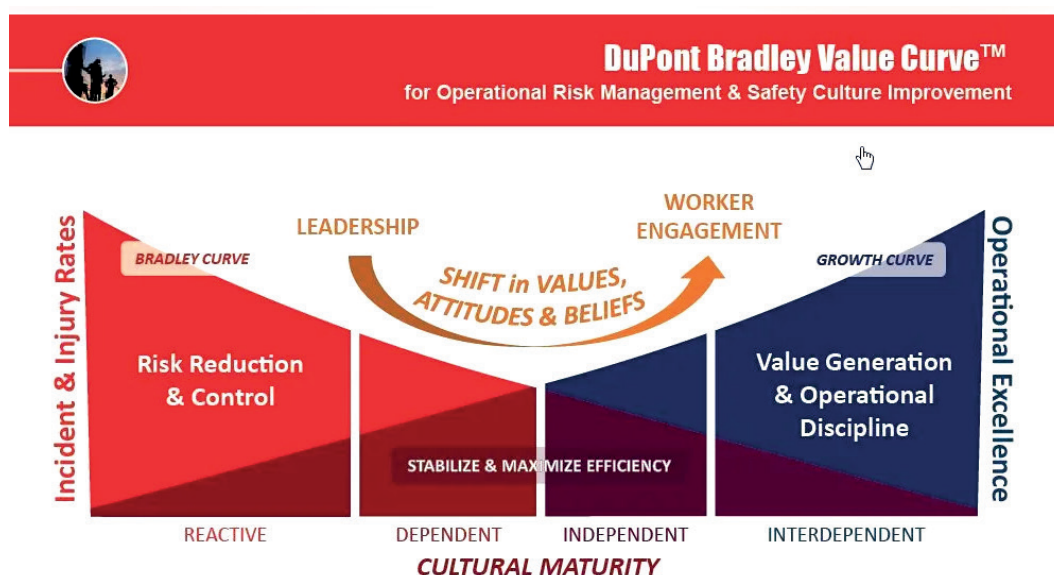 DuPont Bradley Value Curve™
for Operational Risk Management & Safety Culture Improvement
Incident & Injury Rates
BRADLEY CURVE
LEADERSHIP
SHIFT in VALUES,
ATTITUDES & BELIEFS
WORKER
ENGAGEMENT
GROWTH CURVE
Operational Excellence
Risk Reduction
& Control
Value Generation
& Operational
Discipline
STABILIZE & MAXIMIZE EFFICIENCY
REACTIVE
DEPENDENT
INDEPENDENT
INTERDEPENDENT
CULTURAL MATURITY